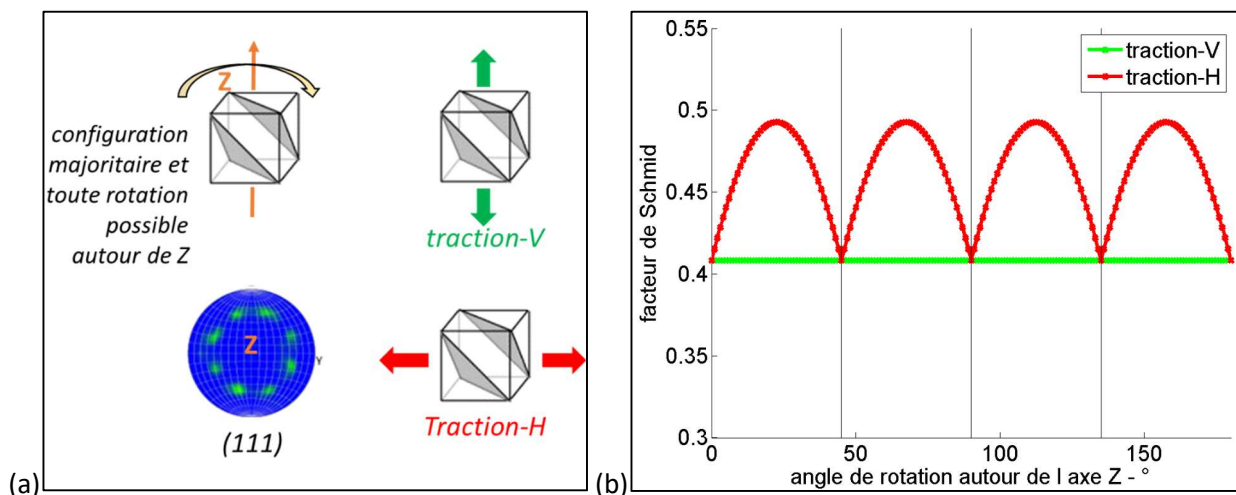 Z
configuration
majoritaire et
toute rotation
possible
autour de Z
traction-V
Z
Y
(111)
Traction-H
(a)
0.55
0.5
0.45
0.4
0.35
0.3
facteur de Schmid
traction-V
traction-H
0
50
100
150
angle de rotation autour de l axe Z - °
(b)